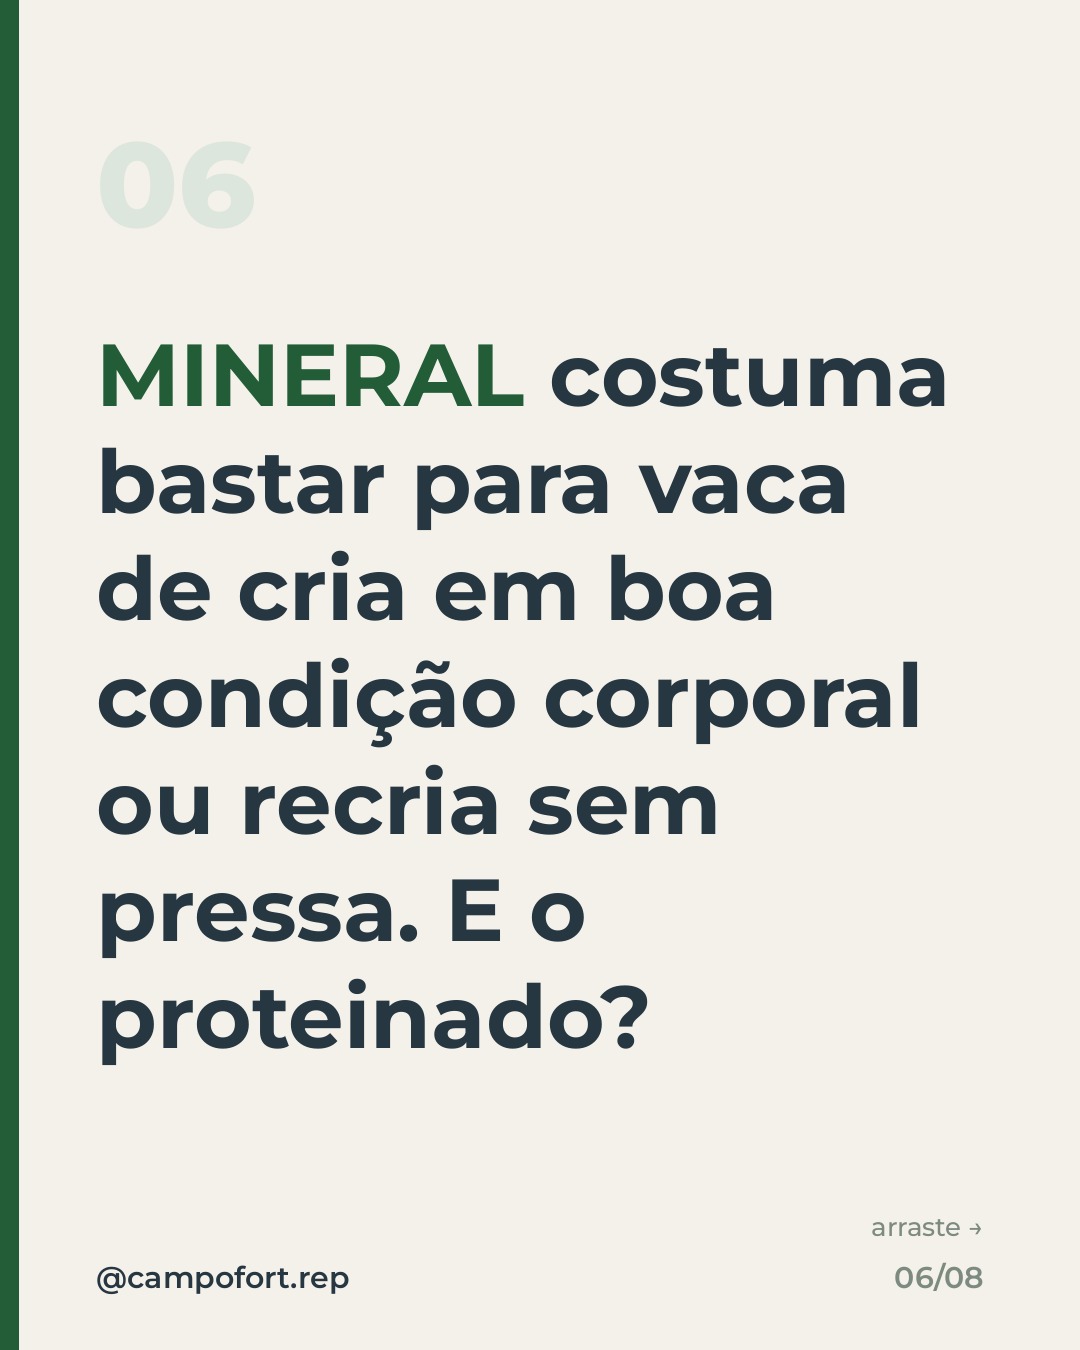 06
MINERAL costuma
bastar para vaca
de cria em boa
condição corporal
ou recria sem
pressa. E o
proteinado?
arraste →
@campofort.rep
06/08